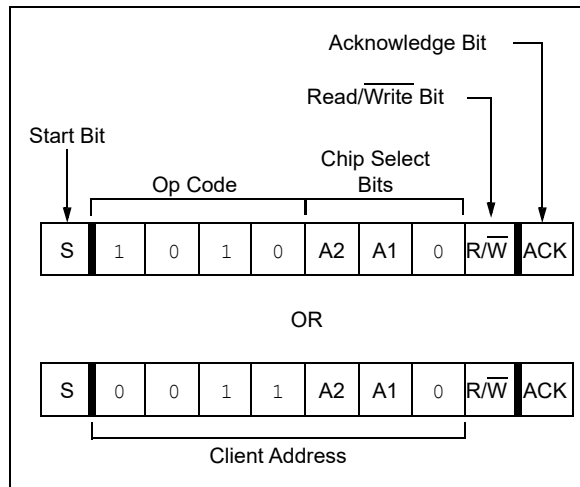 Acknowledge Bit
Read/Write Bit
Start Bit
Chip Select
Op Code Bits
S 1 0 1 0 A2 A1 0 R/W ACK
OR
S 0 0 1 1 A2 A1 0 R/W ACK
Client Address